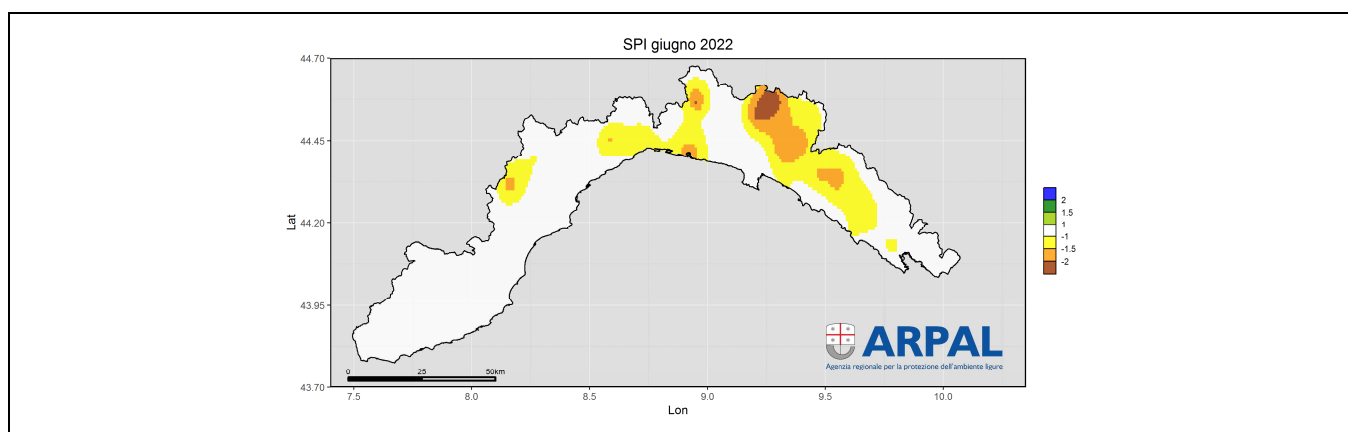 SPI giugno 2022
44.70
44.45
44.20
43.95
43.70
Lat
7.5 8.0 8.5 9.0 9.5 10.0
Lon
0 25 50km
ARPAL
Agenzia regionale per la protezione dell'ambiente ligure
2
1.5
1
-1
-1.5
-2